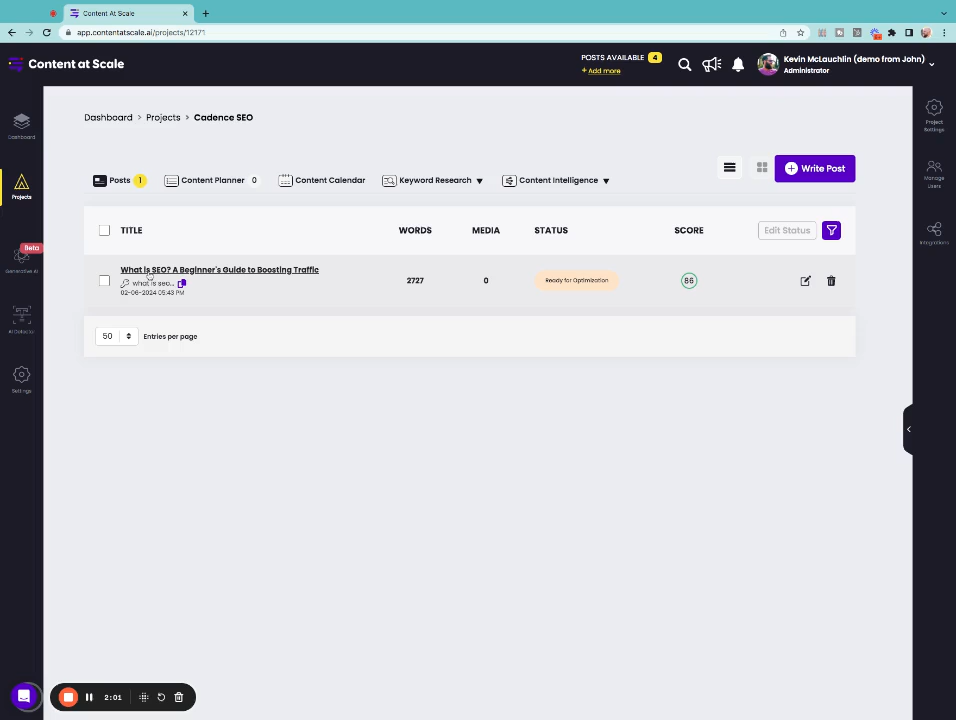 Content At Scale
app.contentatscale.ai/projects/12171
Content at Scale
POSTS AVAILABLE 4
+ Add more
Kevin McLauchlin (demo from John)
Administrator
Dashboard
Projects
Beta
Generative AI
AI Detector
Settings
Dashboard > Projects > Cadence SEO
Posts 1
Content Planner 0
Content Calendar
Keyword Research ▼
Content Intelligence ▼
+ Write Post
TITLE
WORDS
MEDIA
STATUS
SCORE
Edit Status
What is SEO? A Beginner's Guide to Boosting Traffic
what is seo...
02-06-2024 05:43 PM
2727
0
Ready for Optimization
86
50
Entries per page
Project
Settings
Manage
Users
Integrations
2:01